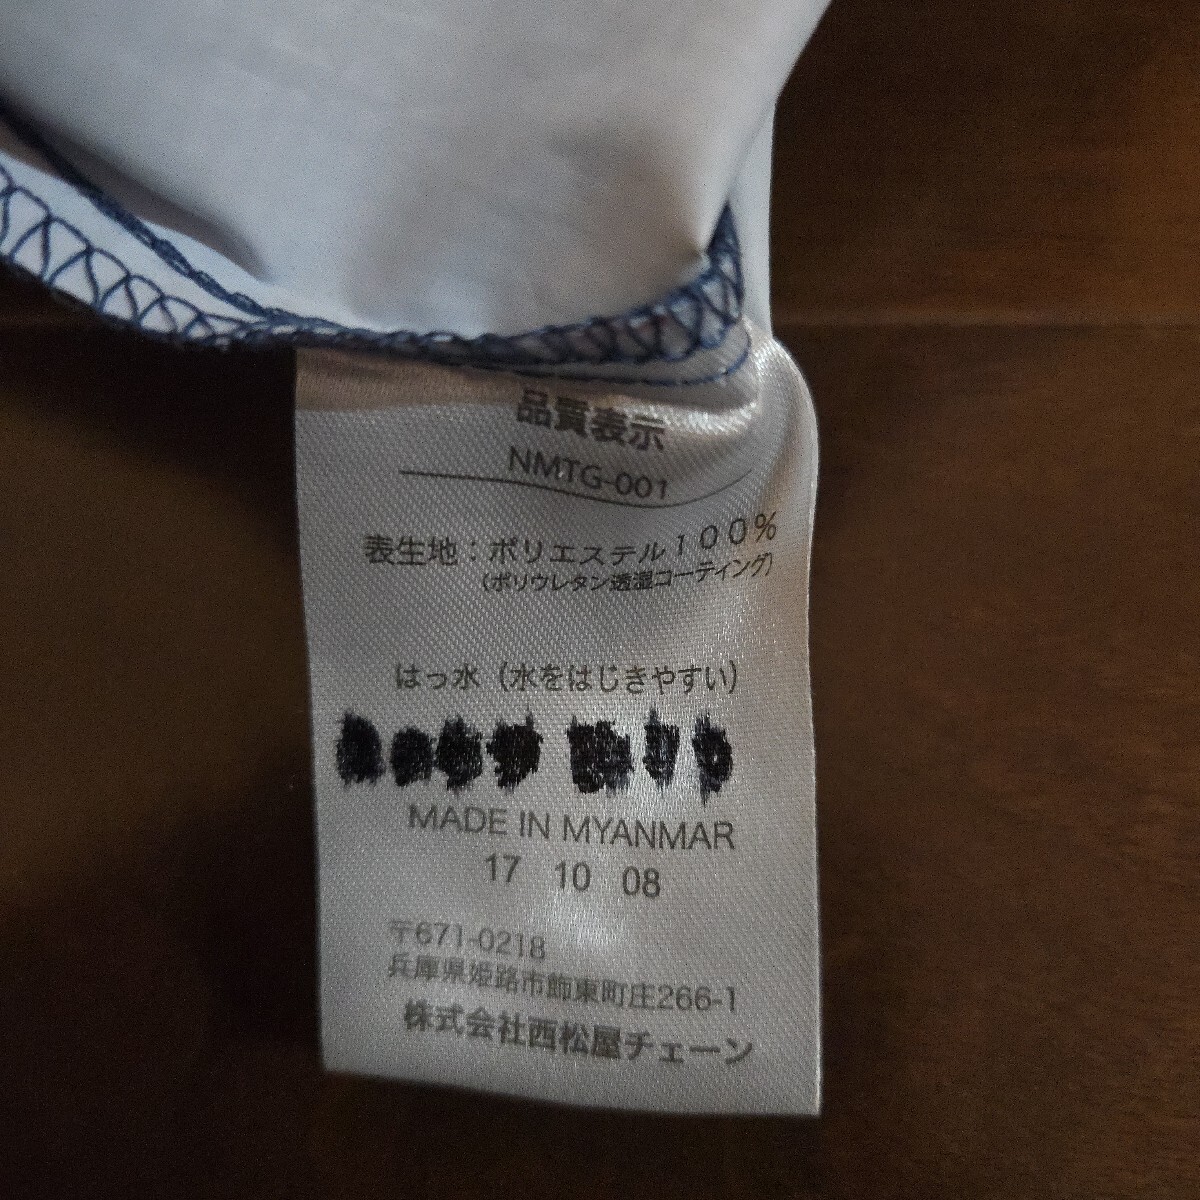 品質表示
NMTG-001
表生地：ポリエステル１００％
（ポリウレタン透湿コーティング）
はっ水（水をはじきやすい）
MADE IN MYANMAR
17 10 08
〒671-0218
兵庫県姫路市飾東町庄266-1
株式会社西松屋チェーン